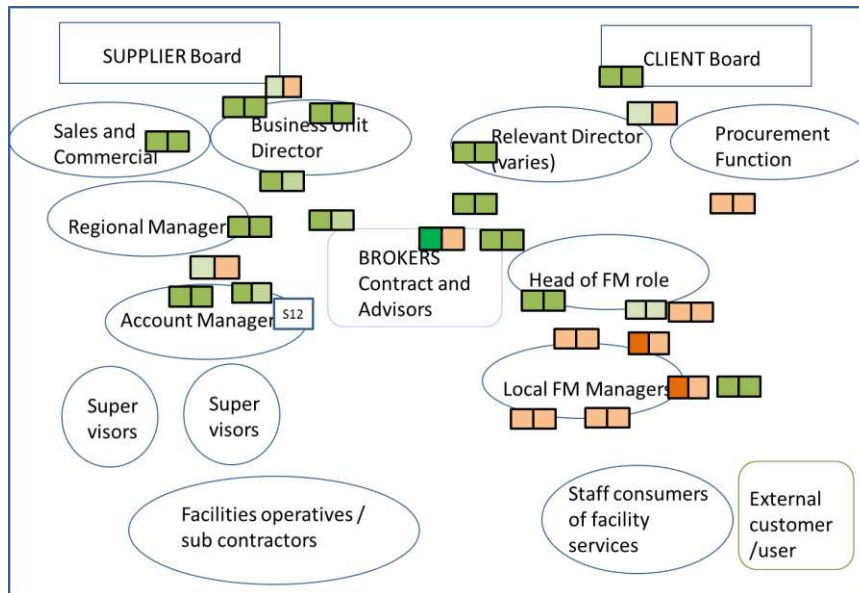 SUPPLIER Board
CLIENT Board
Sales and
Commercial
Business Unit
Director
Relevant Director
(varies)
Procurement
Function
Regional Manager
BROKERS
Contract and
Advisors
Head of FM role
Account Manager
S12
Local FM Managers
Super
visors
Super
visors
Facilities operatives /
sub contractors
Staff consumers
of facility
services
External
customer
/user